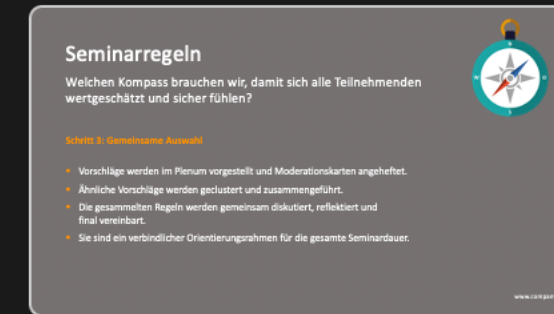 Seminarregeln
Welchen Kompass brauchen wir, damit sich alle Teilnehmenden
wertgeschätzt und sicher fühlen?
Schritt 3: Gemeinsame Auswahl
• Vorschläge werden im Plenum vorgestellt und Moderationskarten angeheftet.
• Ähnliche Vorschläge werden geclustert und zusammengeführt.
• Die gesammelten Regeln werden gemeinsam diskutiert, reflektiert und
final vereinbart.
• Sie sind ein verbindlicher Orientierungsrahmen für die gesamte Seminardauer.